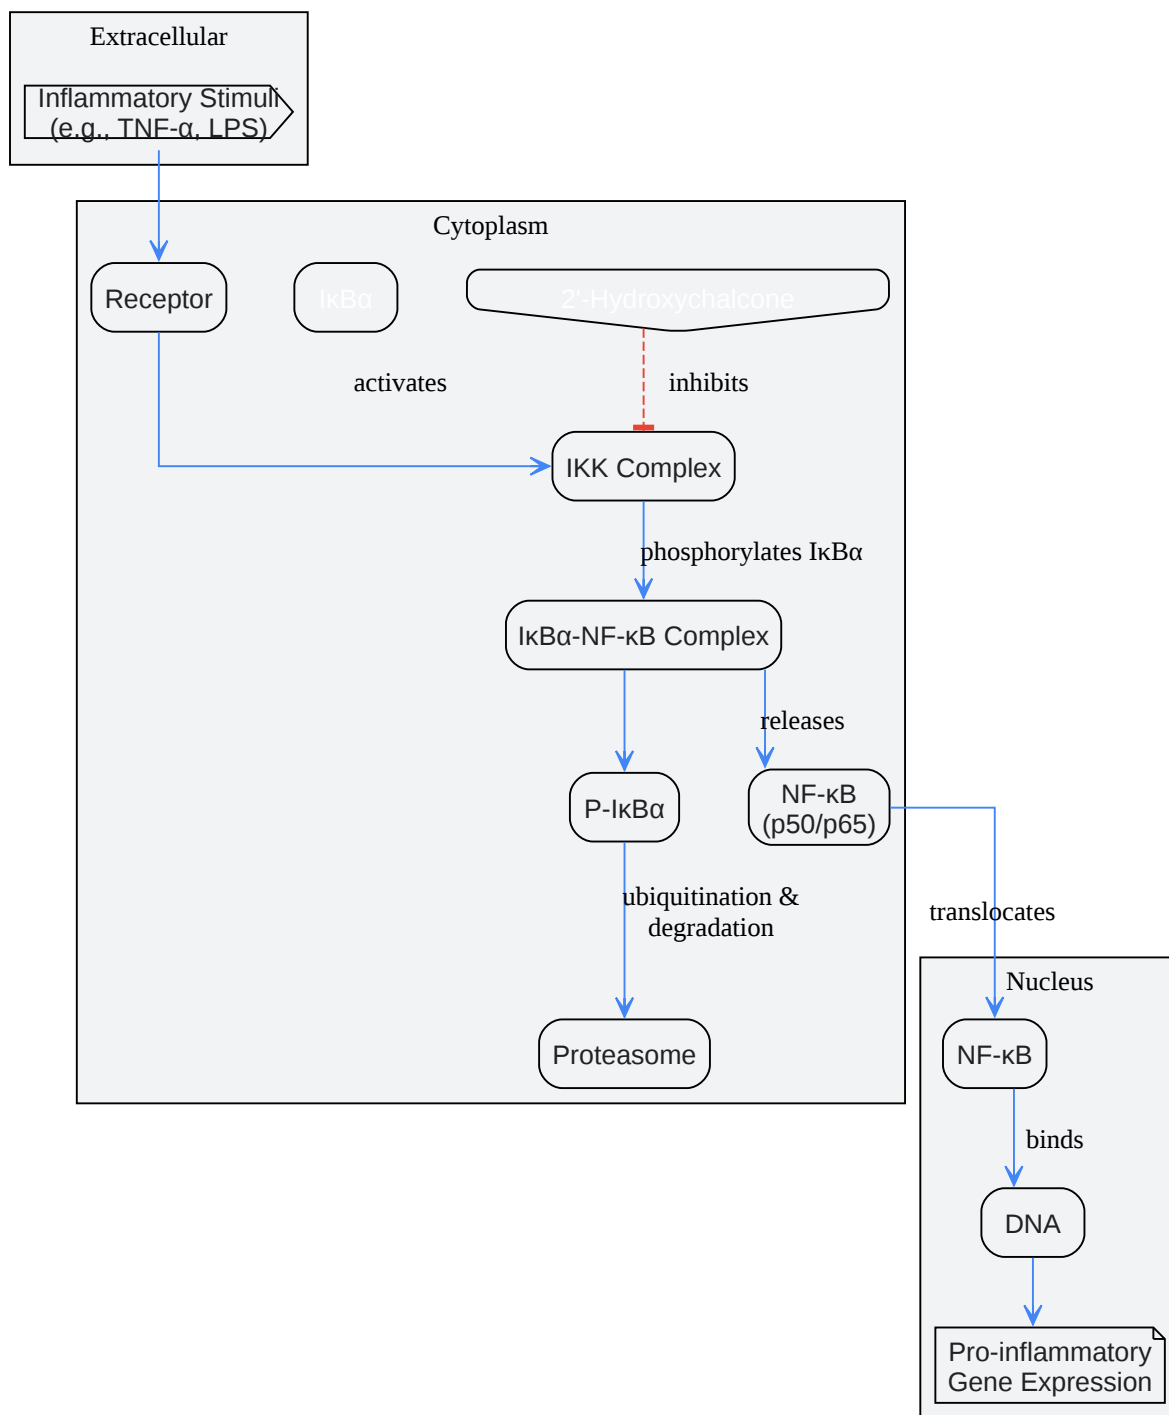 Extracellular
Inflammatory Stimuli
(e.g., TNF-α, LPS)
Cytoplasm
Receptor
IκBα
2'-Hydroxychalcone
activates
inhibits
IKK Complex
phosphorylates IκBα
IκBα-NF-κB Complex
releases
P-IκBα
NF-κB
(p50/p65)
ubiquitination &
degradation
translocates
Nucleus
Proteasome
NF-κB
binds
DNA
Pro-inflammatory
Gene Expression